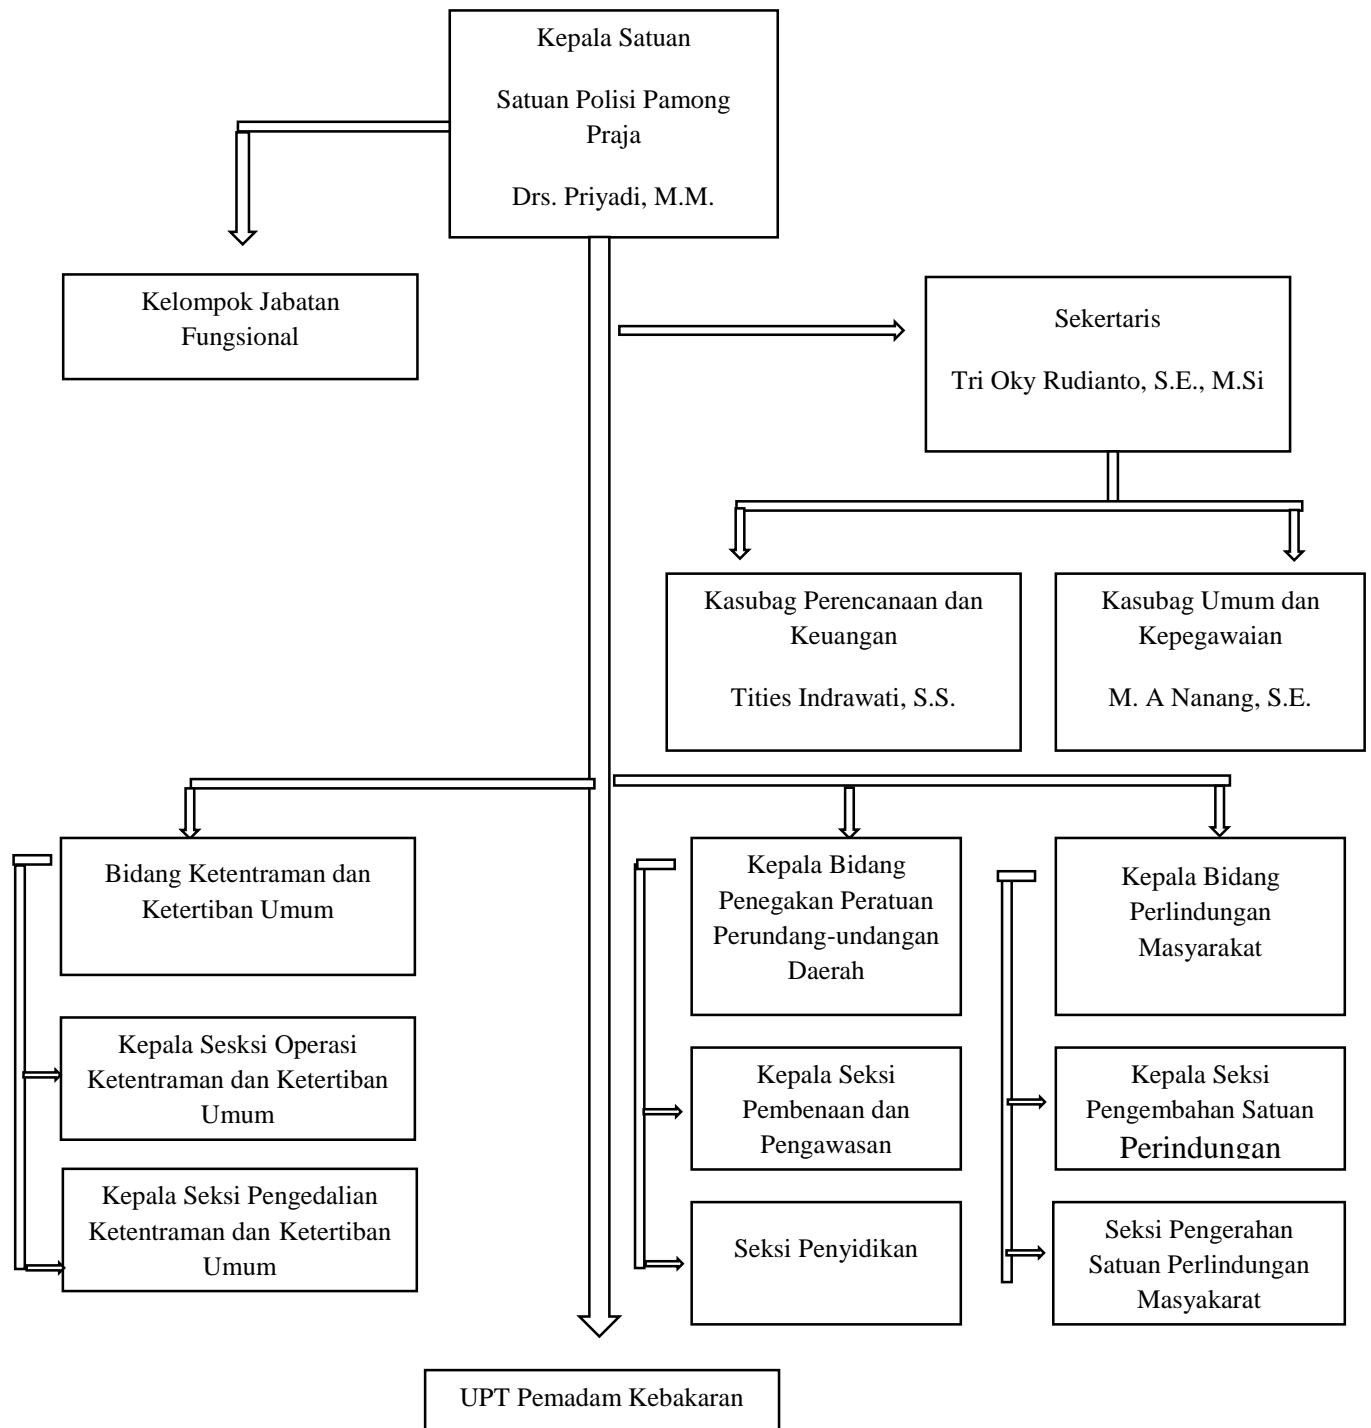 Kepala Satuan
Satuan Polisi Pamong
Praja
Drs. Priyadi, M.M.
Kelompok Jabatan
Fungsional
Sekertaris
Tri Oky Rudianto, S.E., M.Si
Kasubag Perencanaan dan
Keuangan
Tities Indrawati, S.S.
Kasubag Umum dan
Kepegawaian
M. A Nanang, S.E.
Bidang Ketentraman dan
Ketertiban Umum
Kepala Bidang
Penegakan Peratuan
Perundang-undangan
Daerah
Kepala Bidang
Perlindungan
Masyarakat
Kepala Sesksi Operasi
Ketentraman dan Ketertiban
Umum
Kepala Seksi
Pembenaan dan
Pengawasan
Kepala Seksi
Pengembahan Satuan
Perindungan
Kepala Seksi Pengedalian
Ketentraman dan Ketertiban
Umum
Seksi Penyidikan
Seksi Pengerahan
Satuan Perlindungan
Masyakarat
UPT Pemadam Kebakaran